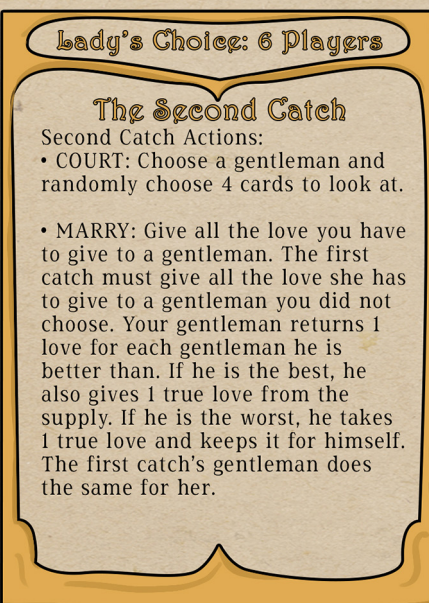 Lady's Choice: 6 Players
The Second Catch
Second Catch Actions:
• COURT: Choose a gentleman and
randomly choose 4 cards to look at.
• MARRY: Give all the love you have
to give to a gentleman. The first
catch must give all the love she has
to give to a gentleman you did not
choose. Your gentleman returns 1
love for each gentleman he is
better than. If he is the best, he
also gives 1 true love from the
supply. If he is the worst, he takes
1 true love and keeps it for himself.
The first catch's gentleman does
the same for her.